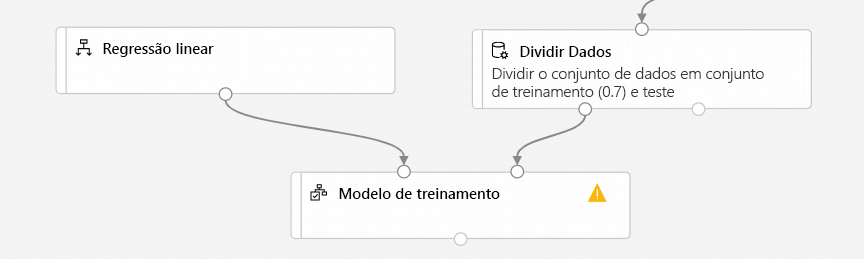 Regressão linear
Dividir Dados
Dividir o conjunto de dados em conjunto
de treinamento (0.7) e teste
Modelo de treinamento